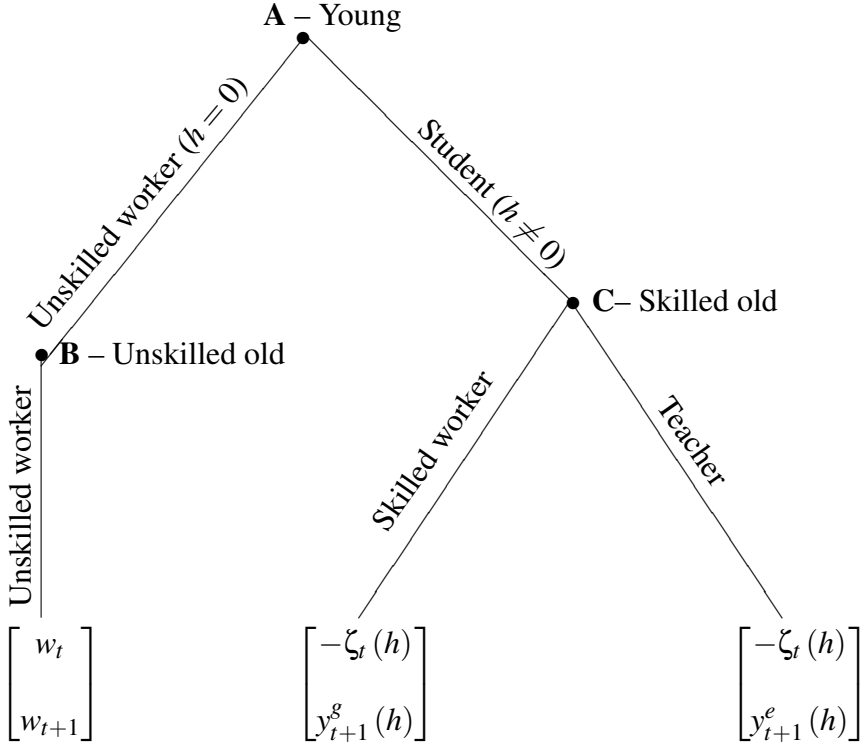 A – Young
Unskilled worker (h = 0)
Student (h ≠ 0)
C– Skilled old
B – Unskilled old
Unskilled worker
Skilled worker
Teacher
[w_t w_{t+1}]
[−ζ_t (h) y^g_{t+1} (h)]
[−ζ_t (h) y^e_{t+1} (h)]